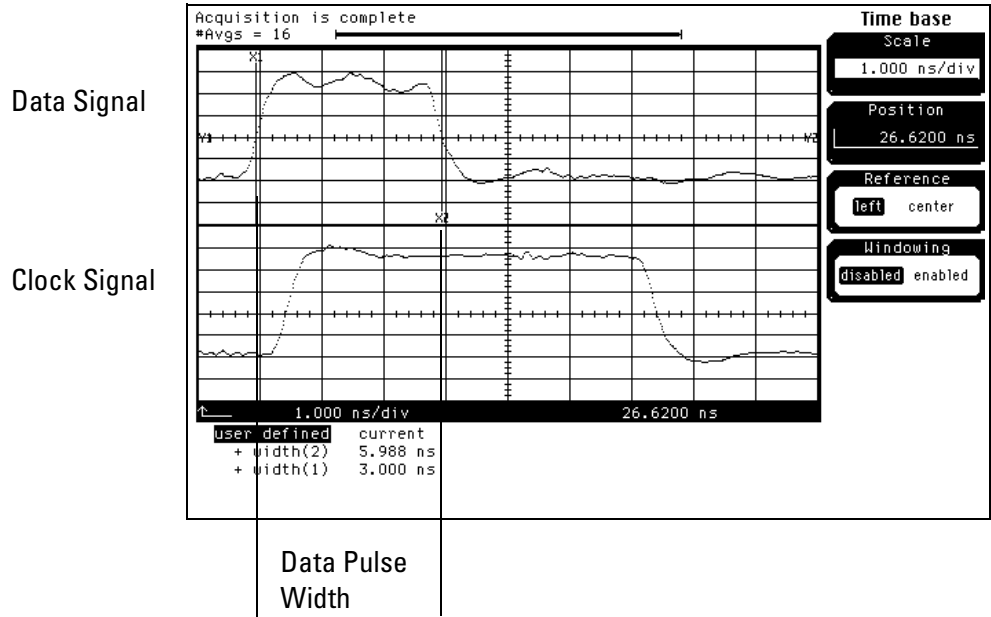 Acquisition is complete
#Avgs = 16
Time base
Scale
1.000 ns/div
Position
26.6200 ns
Reference
left center
Windowing
disabled enabled
Data Signal
X1
Y1
Y2
X2
Clock Signal
1.000 ns/div 26.6200 ns
user defined current
+ width(2) 5.988 ns
+ width(1) 3.000 ns
Data Pulse
Width